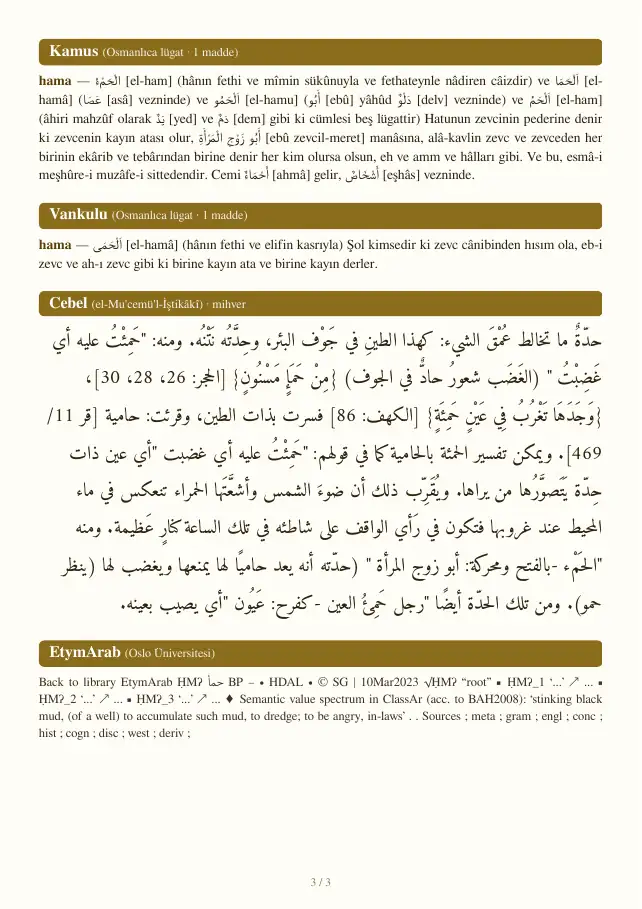 Kamus (Osmanlıca lügat · 1 madde)
hama — اَلْحَمْءُ [el-ham] (hânın fethi ve mîmin sükûnuyla ve fethateynle nâdiren câizdir) ve اَلْحَمَا [el-
hamâ] (عَصَا [asâ] vezninde) ve اَلْحَمُو [el-hamu] (أَبُو [ebû] yâhûd دَلْوٌ [delv] vezninde) ve اَلْحَمُ [el-ham]
(âhiri mahzûf olarak يَدٌ [yed] ve دَمٌ [dem] gibi ki cümlesi beş lügattir) Hatunun zevcinin pederine denir
ki zevcenin kayın atası olur, أَبُو زَوْجِ الْمَرْأَةِ [ebû zevcil-meret] manâsına, alâ-kavlin zevc ve zevceden her
birinin ekârib ve tebârından birine denir her kim olursa olsun, eh ve amm ve hâlları gibi. Ve bu, esmâ-i
meşhûre-i muzâfe-i sittedendir. Cemi أَحْمَاءٌ [ahmâ] gelir, أَشْخَاصٌ [eşhâs] vezninde.
Vankulu (Osmanlıca lügat · 1 madde)
hama — اَلْحَمَى [el-hamâ] (hânın fethi ve elifin kasrıyla) Şol kimsedir ki zevc cânibinden hısım ola, eb-i
zevc ve ah-ı zevc gibi ki birine kayın ata ve birine kayın derler.
Cebel (el-Mu'cemü'l-İştikâkî) · mihver
حدّةٌ ما تخالط عُمْقَ الشيء: كهذا الطينِ في جَوْف البئر، وحِدَّتُه نَتْنُه. ومنه: "حَمِئْتُ عليه أي
غَضِبْتُ " (الغَضَب شعورُ حادٌّ في الجوف) {مِنْ حَمَإٍ مَسْنُونٍ} [الحجر: 26، 28، 30]،
{وَجَدَهَا تَغْرُبُ فِي عَيْنٍ حَمِئَةٍ} [الكهف: 86] فسرت بذات الطين، وقرئت: حامية [قر 11/
469]. ويمكن تفسير الحمئة بالحامية كما في قولهم: "حَمِئْتُ عليه أي غضبت "أي عين ذات
حِدّة يَتَصوَّرُها من يراها. ويُقَرِّب ذلك أن ضوءَ الشمس وأشعَّتَها الحمراء تنعكس في ماء
المحيط عند غروبها فتكون في رَأي الواقف على شاطئه في تلك الساعة كنارٍ عَظيمة. ومنه
"الحَمْء -بالفتح ومحركة: أبو زوج المرأة " (حدّته أنه يعد حاميًا لها يمنعها ويغضب لها (ينظر
حمو). ومن تلك الحدّة أيضًا "رجل حَمِئُ العين -كفرح: عَيُون "أي يصيب بعينه.
EtymArab (Oslo Üniversitesi)
Back to library EtymArab ḤMʔ حمأ BP – • HDAL • © SG | 10Mar2023 √ḤMʔ “root” ▪ ḤMʔ_1 ‘...’ ↗ ... ▪
ḤMʔ_2 ‘...’ ↗ ... ▪ ḤMʔ_3 ‘...’ ↗ ... ♦ Semantic value spectrum in ClassAr (acc. to BAH2008): ‘stinking black
mud, (of a well) to accumulate such mud, to dredge; to be angry, in-laws’ . . Sources ; meta ; gram ; engl ; conc ;
hist ; cogn ; disc ; west ; deriv ;
3 / 3